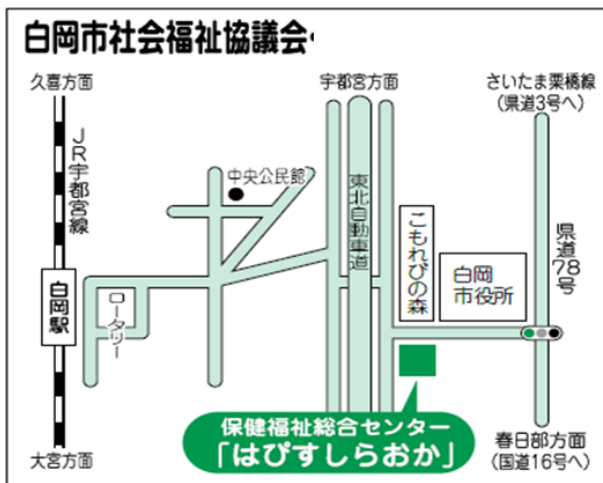 白岡市社会福祉協議会
久喜方面
宇都宮方面
さいたま栗橋線
(県道3号へ)
JR宇都宮線
中央公民館
東北自動車道
こもれびの森
白岡
市役所
県道78号
白岡駅
ロータリー
保健福祉総合センター
「はぴすしらおか」
大宮方面
春日部方面
(国道16号へ)